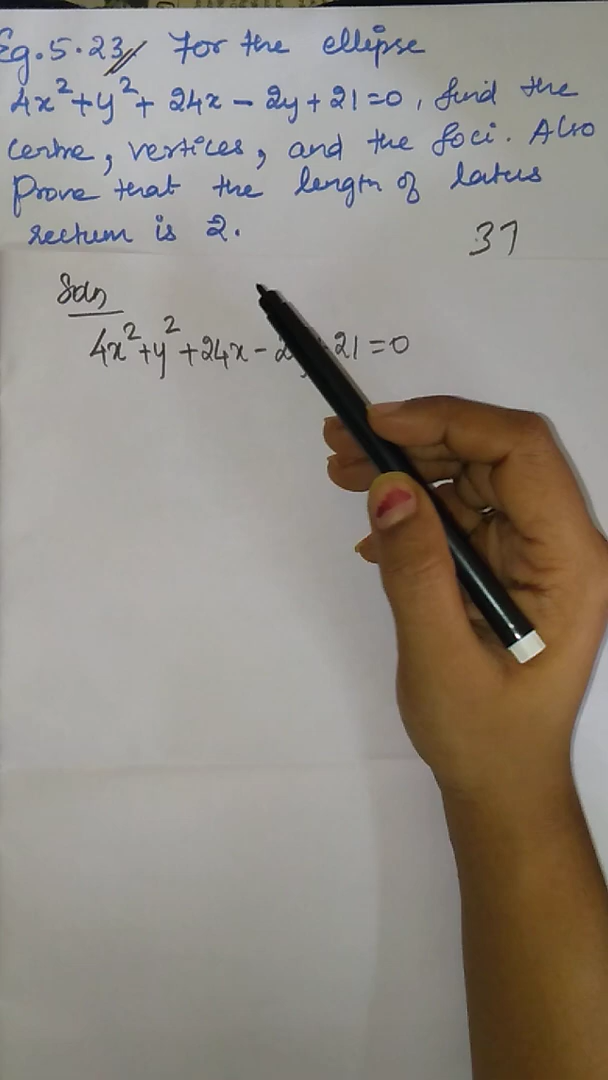 Eg. 5.23 // For the ellipse
4x² + y² + 24x - 2y + 21 = 0, find the
centre, vertices, and the foci. Also
Prove that the length of latus
rectum is 2.
37
Soln
4x² + y² + 24x - 2y + 21 = 0